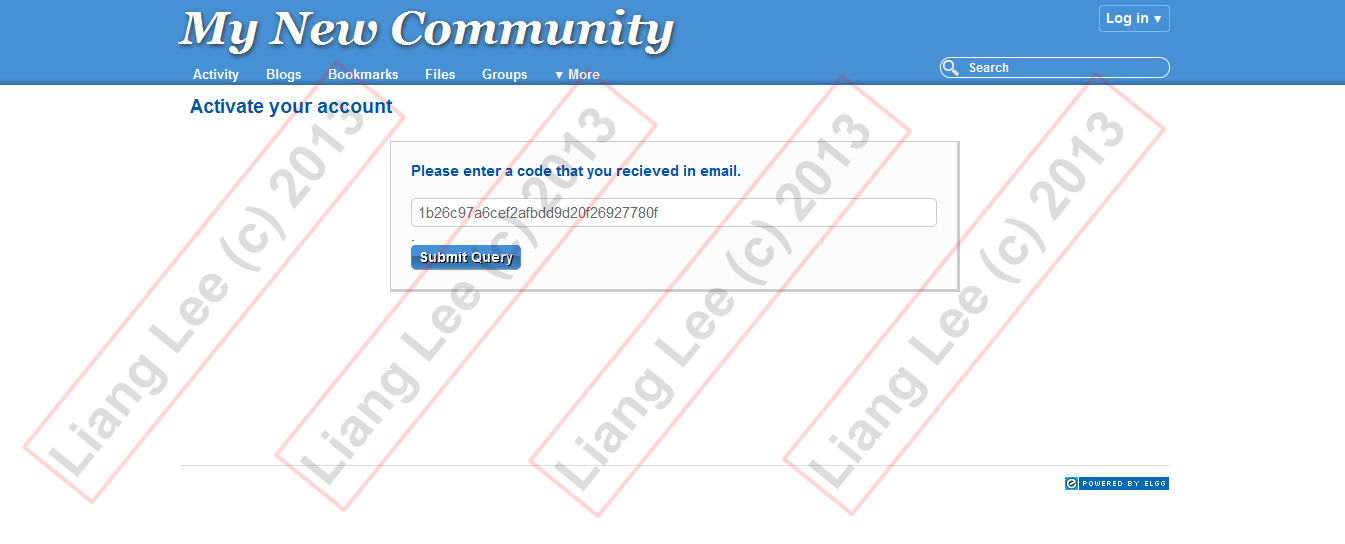 My New Community
Log in ▼
Activity Blogs Bookmarks Files Groups ▼ More
Search
Activate your account
Please enter a code that you recieved in email.
1b26c97a6cef2afbdd9d20f26927780f
Submit Query
Liang Lee (c) 2013
Liang Lee (c) 2013
Liang Lee (c) 2013
Liang Lee (c) 2013
POWERED BY ELGG